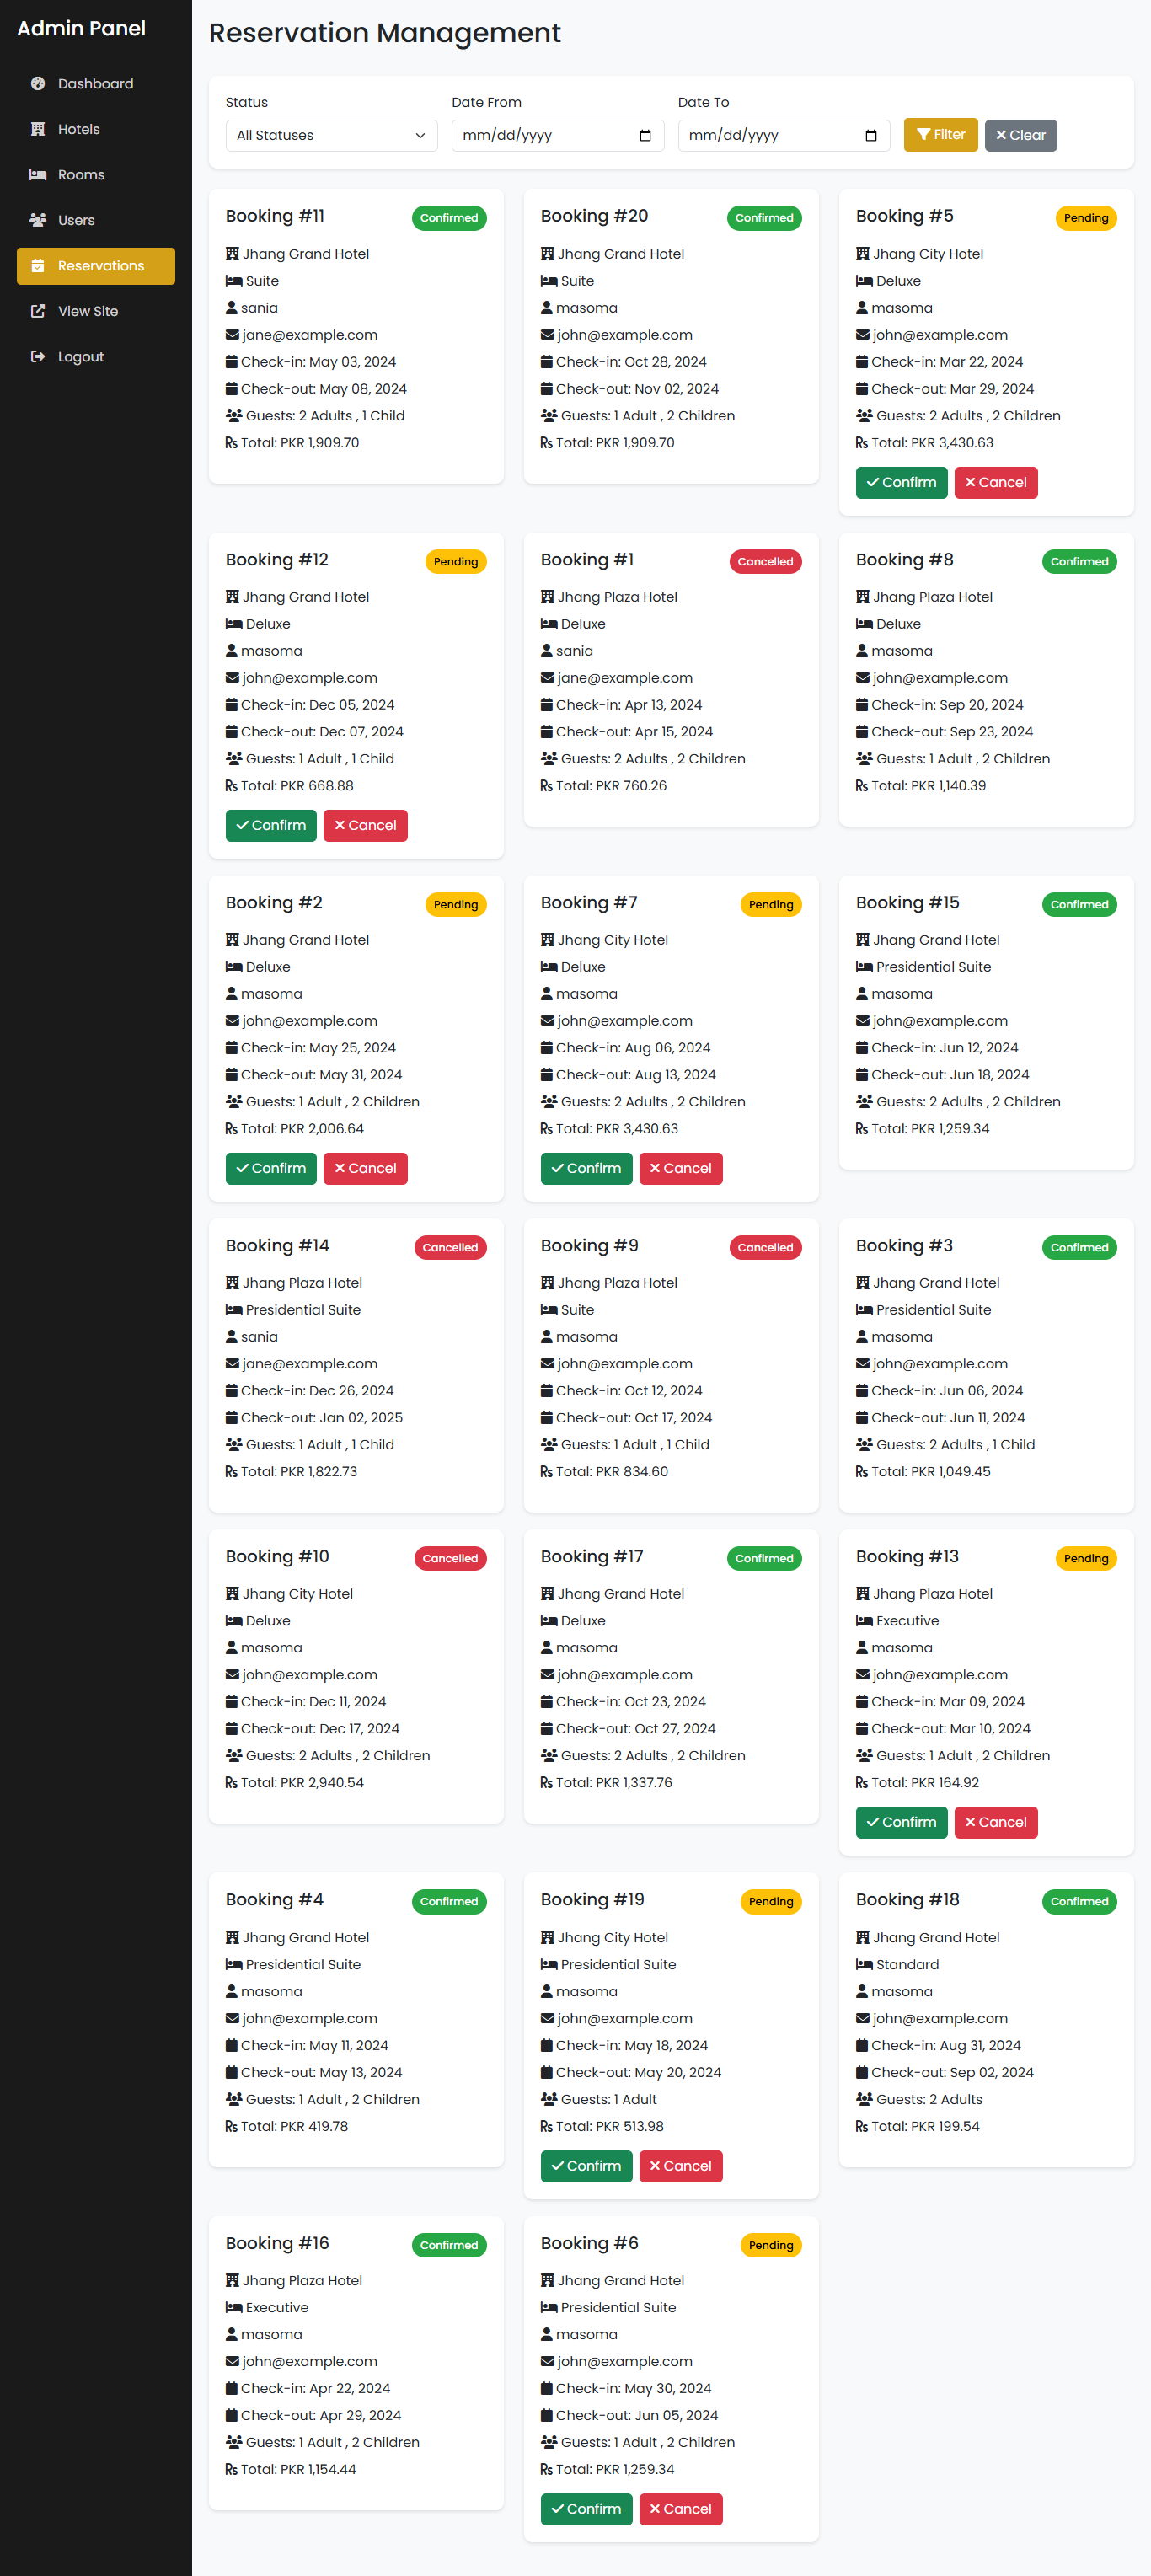 Admin Panel
Dashboard
Hotels
Rooms
Users
Reservations
View Site
Logout
Reservation Management
Status
All Statuses
Date From
mm/dd/yyyy
Date To
mm/dd/yyyy
Filter
Clear
Booking #11
Confirmed
Jhang Grand Hotel
Suite
sania
jane@example.com
Check-in: May 03, 2024
Check-out: May 08, 2024
Guests: 2 Adults , 1 Child
Rs Total: PKR 1,909.70
Booking #20
Confirmed
Jhang Grand Hotel
Suite
masoma
john@example.com
Check-in: Oct 28, 2024
Check-out: Nov 02, 2024
Guests: 1 Adult , 2 Children
Rs Total: PKR 1,909.70
Booking #5
Pending
Jhang City Hotel
Deluxe
masoma
john@example.com
Check-in: Mar 22, 2024
Check-out: Mar 29, 2024
Guests: 2 Adults , 2 Children
Rs Total: PKR 3,430.63
Confirm
Cancel
Booking #12
Pending
Jhang Grand Hotel
Deluxe
masoma
john@example.com
Check-in: Dec 05, 2024
Check-out: Dec 07, 2024
Guests: 1 Adult , 1 Child
Rs Total: PKR 668.88
Confirm
Cancel
Booking #1
Cancelled
Jhang Plaza Hotel
Deluxe
sania
jane@example.com
Check-in: Apr 13, 2024
Check-out: Apr 15, 2024
Guests: 2 Adults , 2 Children
Rs Total: PKR 760.26
Booking #8
Confirmed
Jhang Plaza Hotel
Deluxe
masoma
john@example.com
Check-in: Sep 20, 2024
Check-out: Sep 23, 2024
Guests: 1 Adult , 2 Children
Rs Total: PKR 1,140.39
Booking #2
Pending
Jhang Grand Hotel
Deluxe
masoma
john@example.com
Check-in: May 25, 2024
Check-out: May 31, 2024
Guests: 1 Adult , 2 Children
Rs Total: PKR 2,006.64
Confirm
Cancel
Booking #7
Pending
Jhang City Hotel
Deluxe
masoma
john@example.com
Check-in: Aug 06, 2024
Check-out: Aug 13, 2024
Guests: 2 Adults , 2 Children
Rs Total: PKR 3,430.63
Confirm
Cancel
Booking #15
Confirmed
Jhang Grand Hotel
Presidential Suite
masoma
john@example.com
Check-in: Jun 12, 2024
Check-out: Jun 18, 2024
Guests: 2 Adults , 2 Children
Rs Total: PKR 1,259.34
Booking #14
Cancelled
Jhang Plaza Hotel
Presidential Suite
sania
jane@example.com
Check-in: Dec 26, 2024
Check-out: Jan 02, 2025
Guests: 1 Adult , 1 Child
Rs Total: PKR 1,822.73
Booking #9
Cancelled
Jhang Plaza Hotel
Suite
masoma
john@example.com
Check-in: Oct 12, 2024
Check-out: Oct 17, 2024
Guests: 1 Adult , 1 Child
Rs Total: PKR 834.60
Booking #3
Confirmed
Jhang Grand Hotel
Presidential Suite
masoma
john@example.com
Check-in: Jun 06, 2024
Check-out: Jun 11, 2024
Guests: 2 Adults , 1 Child
Rs Total: PKR 1,049.45
Booking #10
Cancelled
Jhang City Hotel
Deluxe
masoma
john@example.com
Check-in: Dec 11, 2024
Check-out: Dec 17, 2024
Guests: 2 Adults , 2 Children
Rs Total: PKR 2,940.54
Booking #17
Confirmed
Jhang Grand Hotel
Deluxe
masoma
john@example.com
Check-in: Oct 23, 2024
Check-out: Oct 27, 2024
Guests: 2 Adults , 2 Children
Rs Total: PKR 1,337.76
Booking #13
Pending
Jhang Plaza Hotel
Executive
masoma
john@example.com
Check-in: Mar 09, 2024
Check-out: Mar 10, 2024
Guests: 1 Adult , 2 Children
Rs Total: PKR 164.92
Confirm
Cancel
Booking #4
Confirmed
Jhang Grand Hotel
Presidential Suite
masoma
john@example.com
Check-in: May 11, 2024
Check-out: May 13, 2024
Guests: 1 Adult , 2 Children
Rs Total: PKR 419.78
Booking #19
Pending
Jhang City Hotel
Presidential Suite
masoma
john@example.com
Check-in: May 18, 2024
Check-out: May 20, 2024
Guests: 1 Adult
Rs Total: PKR 513.98
Confirm
Cancel
Booking #18
Confirmed
Jhang Grand Hotel
Standard
masoma
john@example.com
Check-in: Aug 31, 2024
Check-out: Sep 02, 2024
Guests: 2 Adults
Rs Total: PKR 199.54
Booking #16
Confirmed
Jhang Plaza Hotel
Executive
masoma
john@example.com
Check-in: Apr 22, 2024
Check-out: Apr 29, 2024
Guests: 1 Adult , 2 Children
Rs Total: PKR 1,154.44
Booking #6
Pending
Jhang Grand Hotel
Presidential Suite
masoma
john@example.com
Check-in: May 30, 2024
Check-out: Jun 05, 2024
Guests: 1 Adult , 2 Children
Rs Total: PKR 1,259.34
Confirm
Cancel